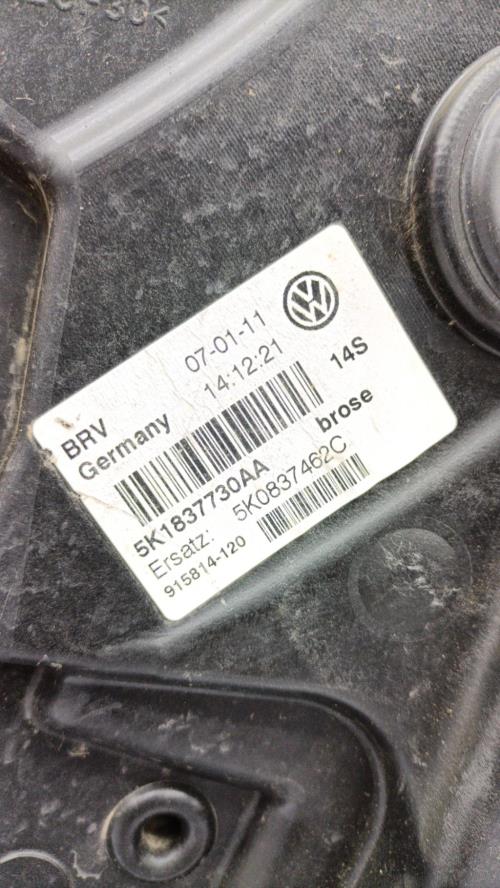 07-01-11
BRV 14:12:21
Germany 14S
brose
5K1837730AA
Ersatz: 5K0837462C
915814-120